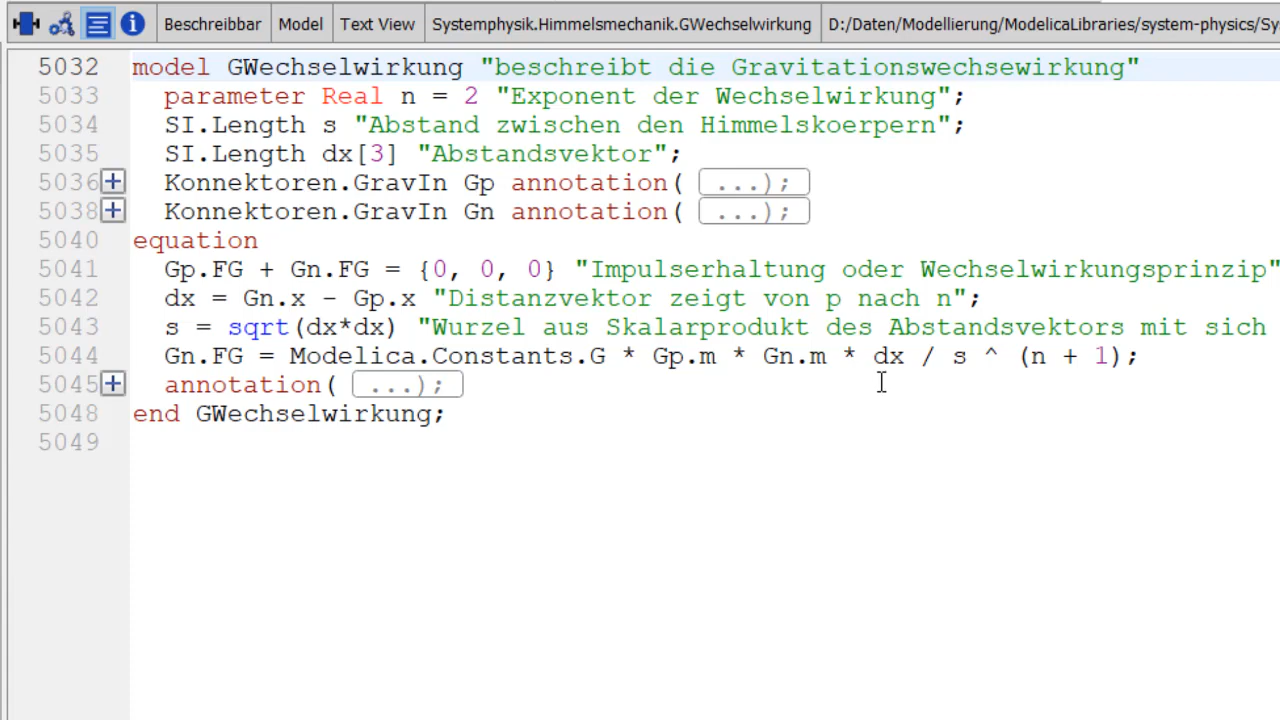 Beschreibbar Model Text View Systemphysik.Himmelsmechanik.GWechselwirkung D:/Daten/Modellierung/ModelicaLibraries/system-physics/Sy
5032 model GWechselwirkung "beschreibt die Gravitationswechsewirkung"
5033 parameter Real n = 2 "Exponent der Wechselwirkung";
5034 SI.Length s "Abstand zwischen den Himmelskoerpern";
5035 SI.Length dx[3] "Abstandsvektor";
5036 Konnektoren.GravIn Gp annotation( ...);
5038 Konnektoren.GravIn Gn annotation( ...);
5040 equation
5041 Gp.FG + Gn.FG = {0, 0, 0} "Impulserhaltung oder Wechselwirkungsprinzip"
5042 dx = Gn.x - Gp.x "Distanzvektor zeigt von p nach n";
5043 s = sqrt(dx*dx) "Wurzel aus Skalarprodukt des Abstandsvektors mit sich
5044 Gn.FG = Modelica.Constants.G * Gp.m * Gn.m * dx / s ^ (n + 1);
5045 annotation( ...);
5048 end GWechselwirkung;
5049